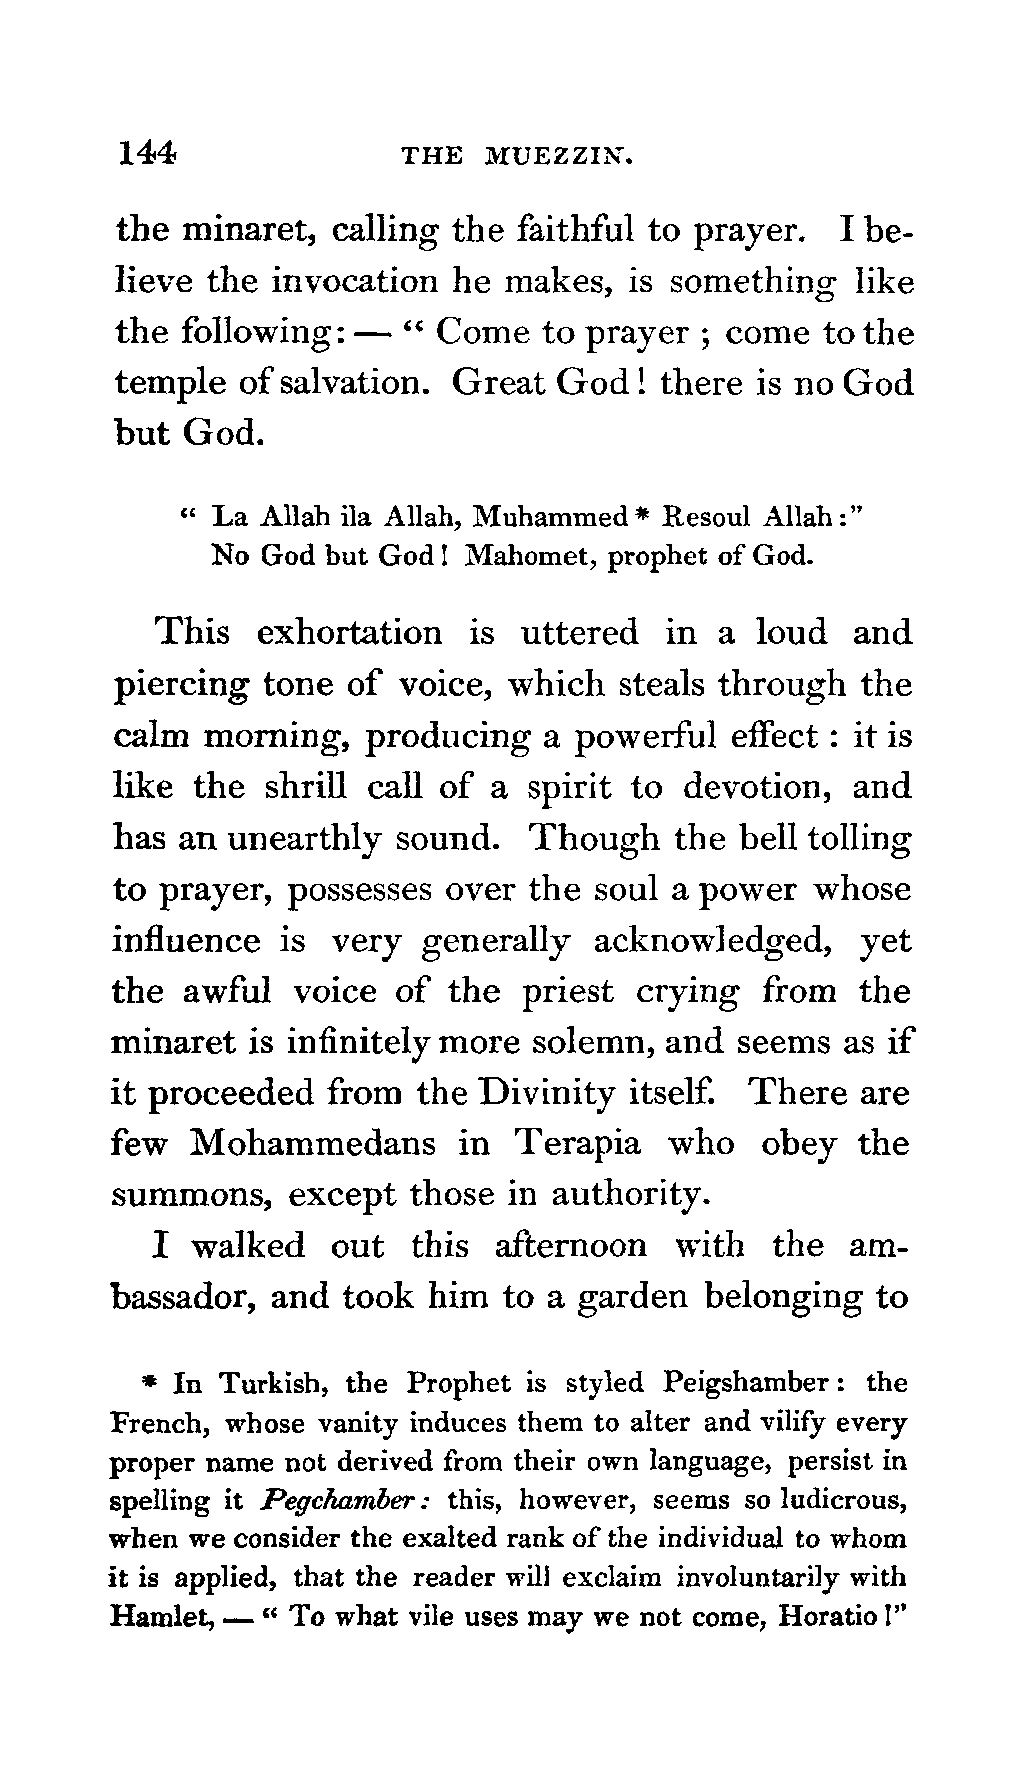 144 THE MUEZZIN.
the minaret, calling the faithful to prayer. I be-
lieve the invocation he makes, is something like
the following: — “ Come to prayer ; come to the
temple of salvation. Great God ! there is no God
but God.
“ La Allah ila Allah, Muhammed * Resoul Allah :”
No God but God ! Mahomet, prophet of God.
This exhortation is uttered in a loud and
piercing tone of voice, which steals through the
calm morning, producing a powerful effect : it is
like the shrill call of a spirit to devotion, and
has an unearthly sound. Though the bell tolling
to prayer, possesses over the soul a power whose
influence is very generally acknowledged, yet
the awful voice of the priest crying from the
minaret is infinitely more solemn, and seems as if
it proceeded from the Divinity itself. There are
few Mohammedans in Terapia who obey the
summons, except those in authority.
I walked out this afternoon with the am-
bassador, and took him to a garden belonging to
* In Turkish, the Prophet is styled Peigshamber : the
French, whose vanity induces them to alter and vilify every
proper name not derived from their own language, persist in
spelling it Pegchamber : this, however, seems so ludicrous,
when we consider the exalted rank of the individual to whom
it is applied, that the reader will exclaim involuntarily with
Hamlet, — “ To what vile uses may we not come, Horatio !”